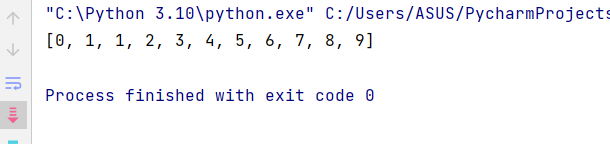 "C:\Python 3.10\python.exe" C:/Users/ASUS/PycharmProjects
[0, 1, 1, 2, 3, 4, 5, 6, 7, 8, 9]
Process finished with exit code 0